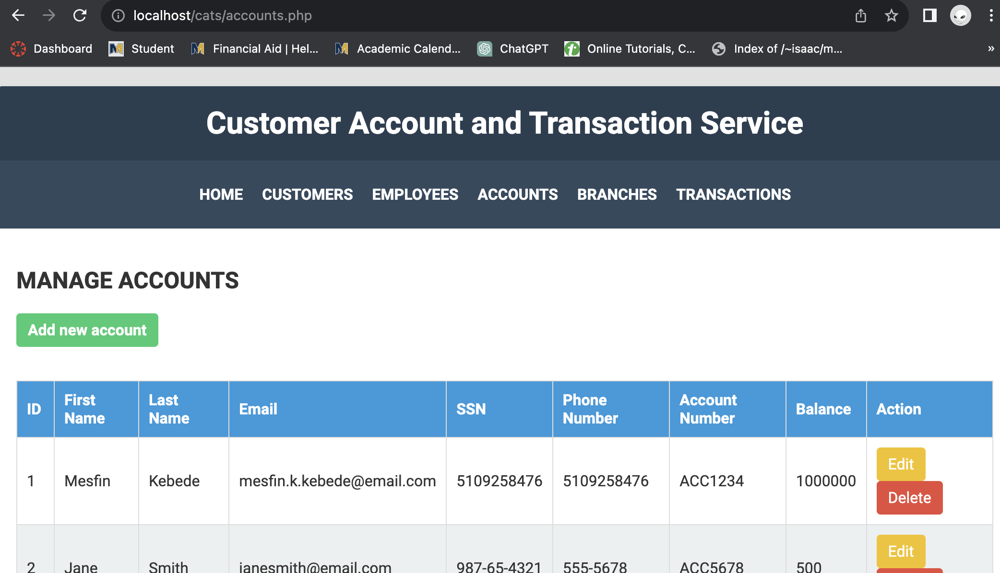 localhost/cats/accounts.php
Dashboard Student Financial Aid | Hel... Academic Calend... ChatGPT Online Tutorials, C... Index of /~isaac/m... »
Customer Account and Transaction Service
HOME CUSTOMERS EMPLOYEES ACCOUNTS BRANCHES TRANSACTIONS
MANAGE ACCOUNTS
Add new account
ID First Name Last Name Email SSN Phone Number Account Number Balance Action
1 Mesfin Kebede mesfin.k.kebede@email.com 5109258476 5109258476 ACC1234 1000000 Edit
Delete
2 Jane Smith janesmith@email.com 987-65-4321 555-5678 ACC5678 500 Edit